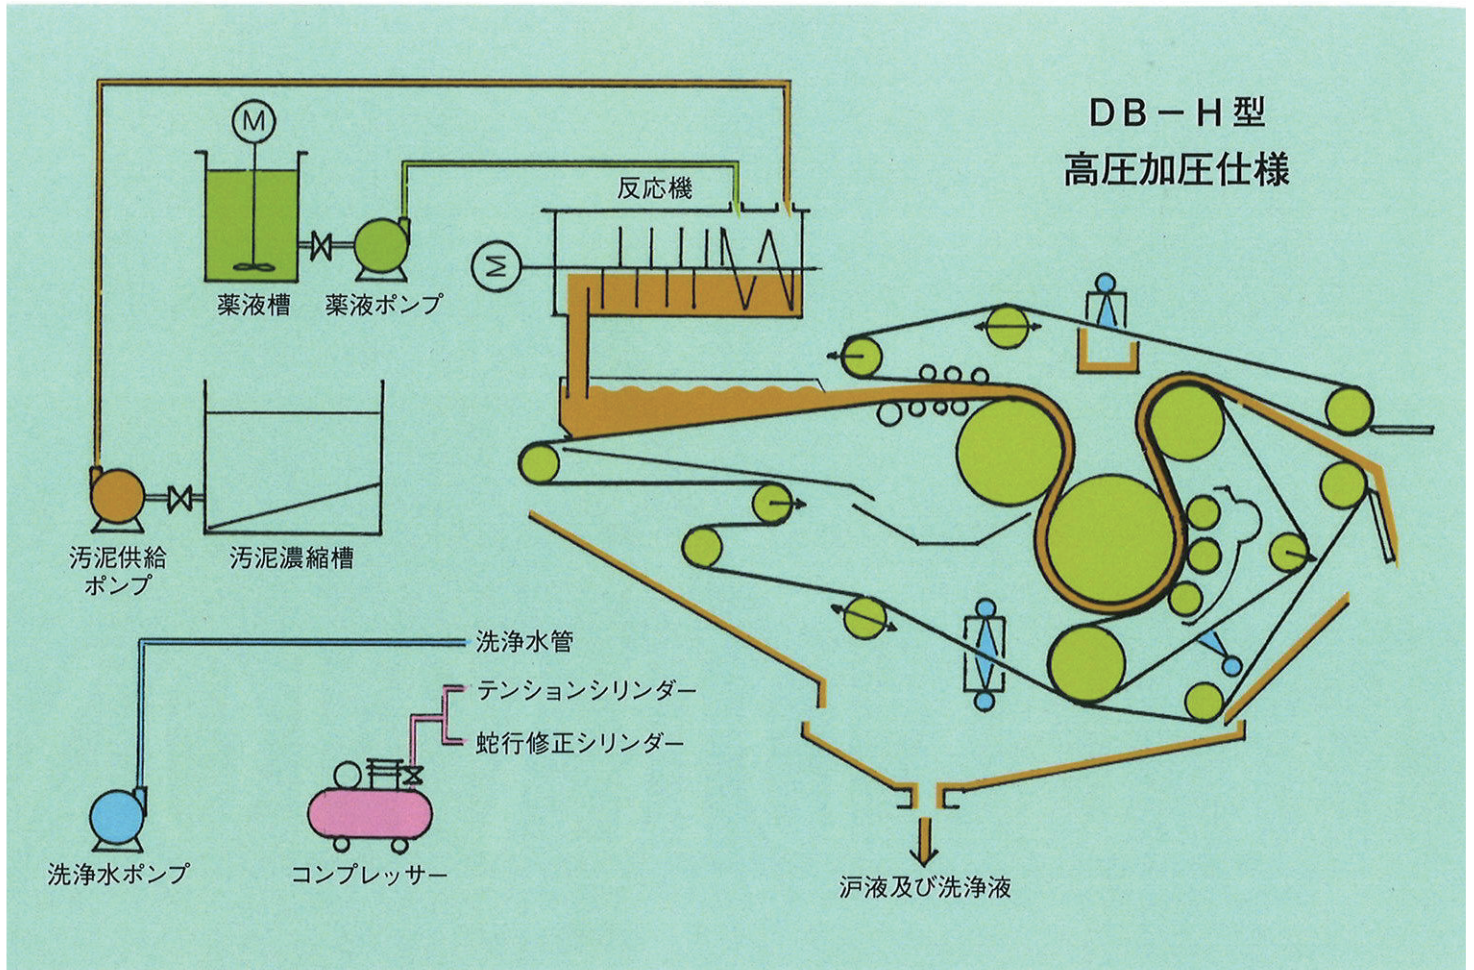 DB－H型
高圧加圧仕様
M
反応機
M
薬液槽
薬液ポンプ
汚泥供給
ポンプ
汚泥濃縮槽
洗浄水管
テンションシリンダー
蛇行修正シリンダー
洗浄水ポンプ
コンプレッサー
沪液及び洗浄液